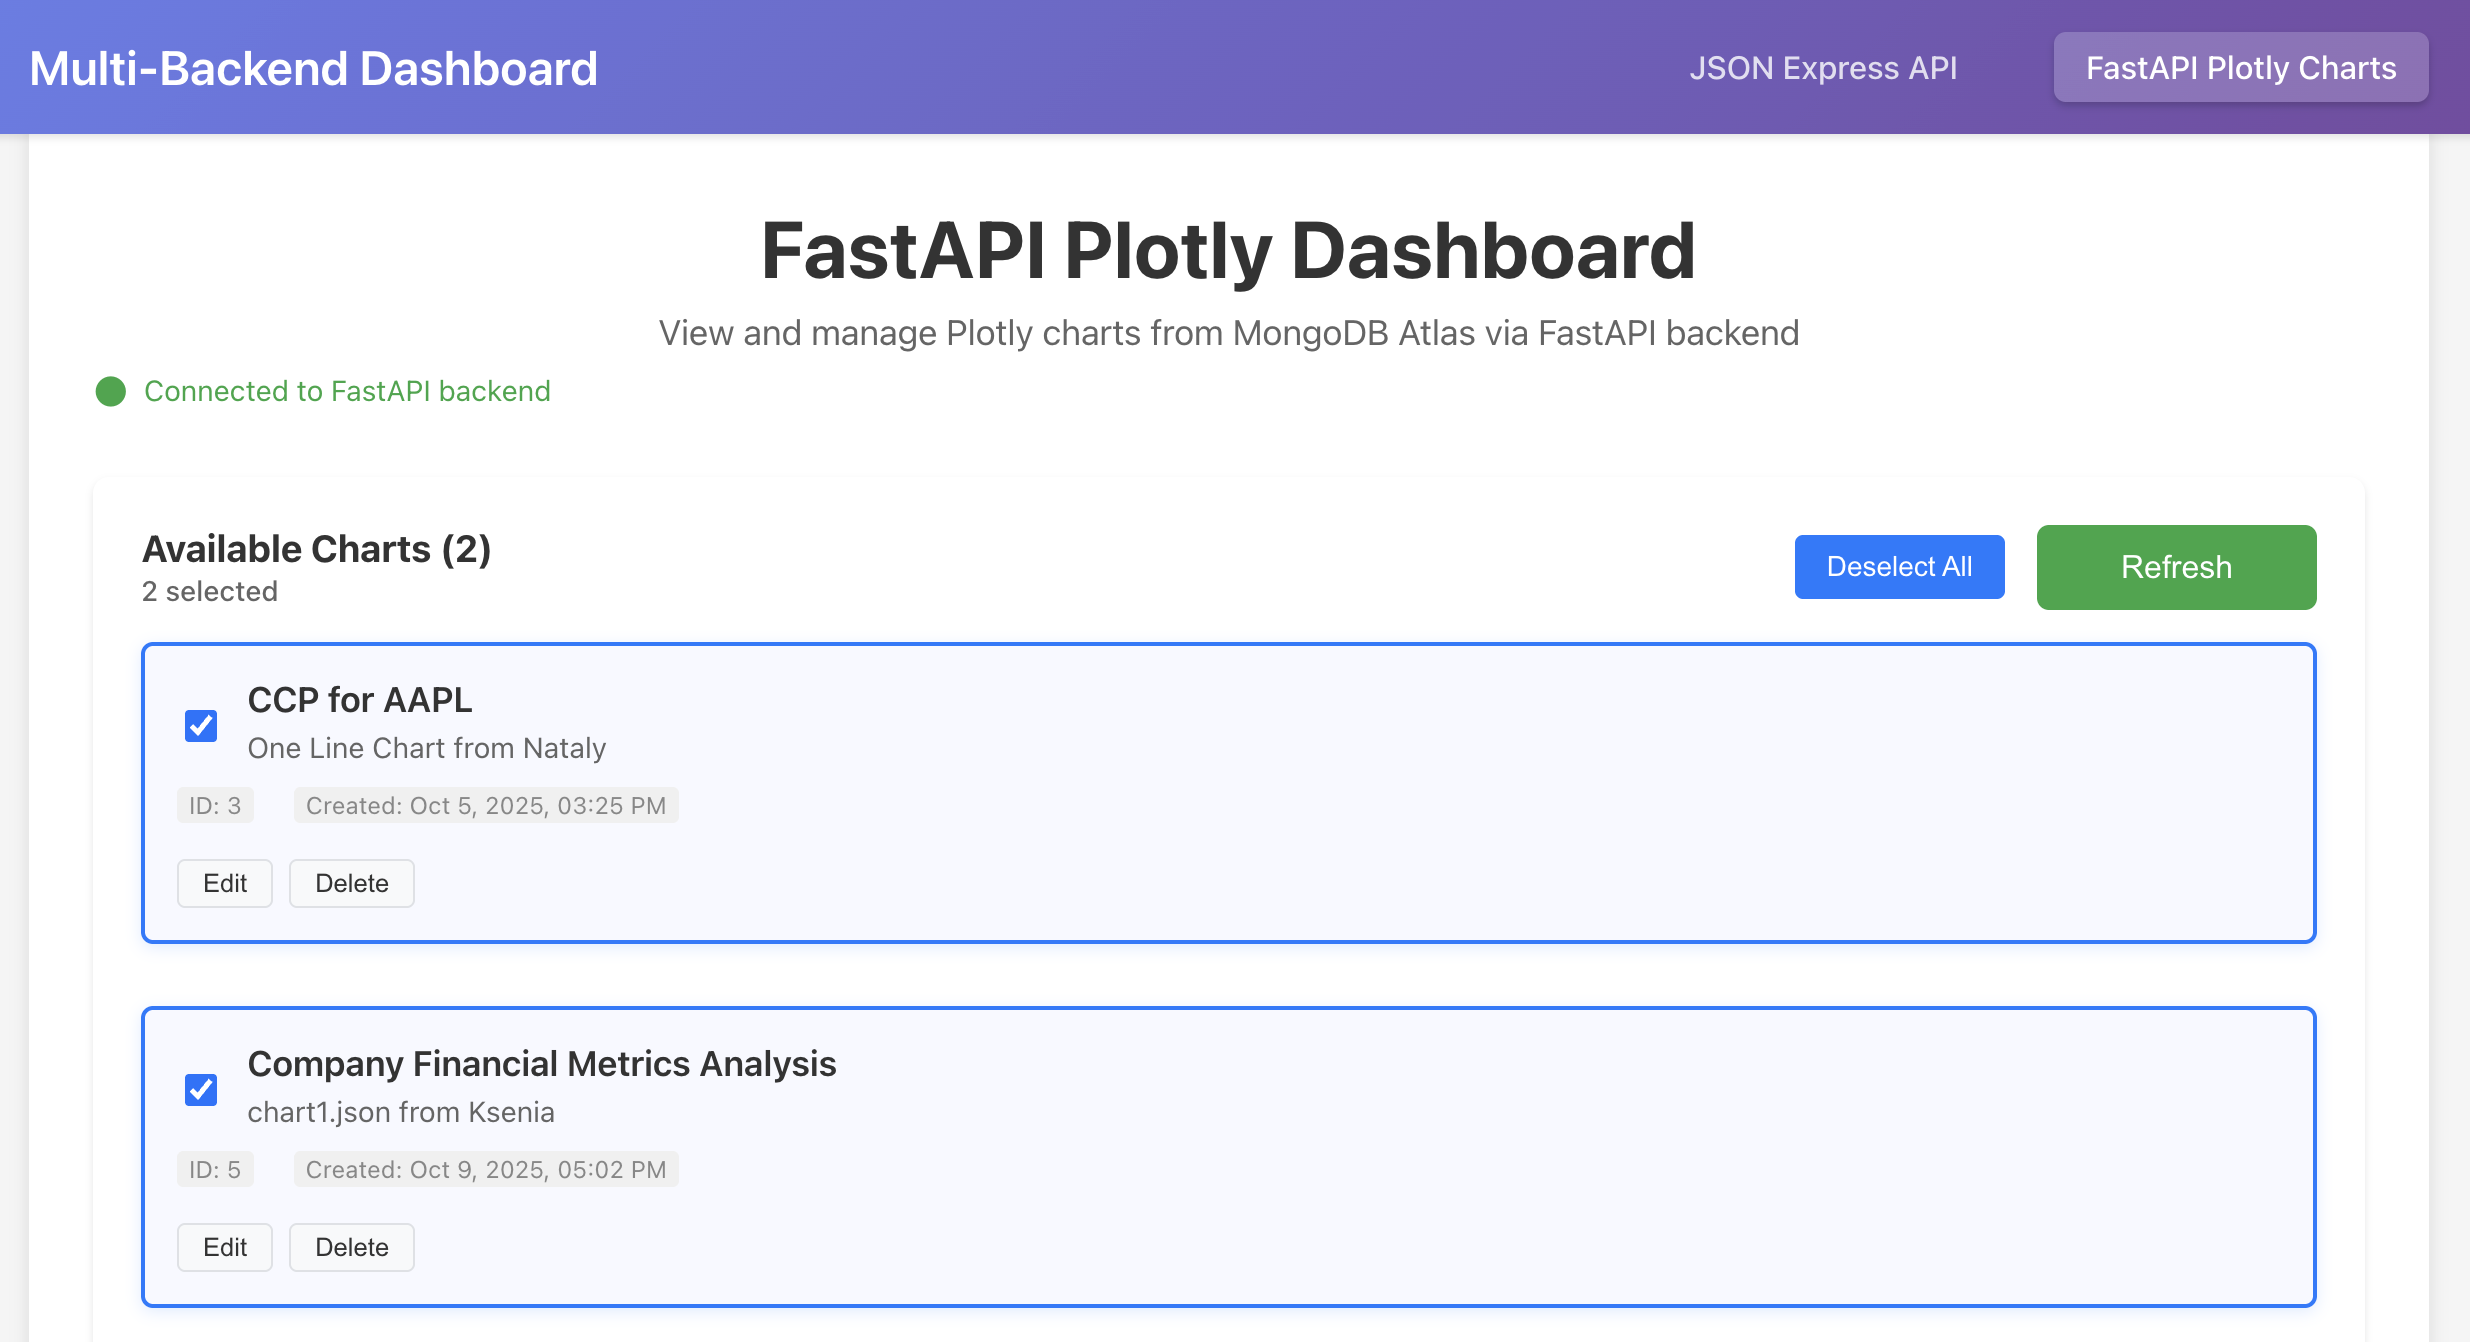 Multi-Backend Dashboard
JSON Express API
FastAPI Plotly Charts
FastAPI Plotly Dashboard
View and manage Plotly charts from MongoDB Atlas via FastAPI backend
Connected to FastAPI backend
Available Charts (2)
2 selected
Deselect All
Refresh
CCP for AAPL
One Line Chart from Nataly
ID: 3
Created: Oct 5, 2025, 03:25 PM
Edit
Delete
Company Financial Metrics Analysis
chart1.json from Ksenia
ID: 5
Created: Oct 9, 2025, 05:02 PM
Edit
Delete